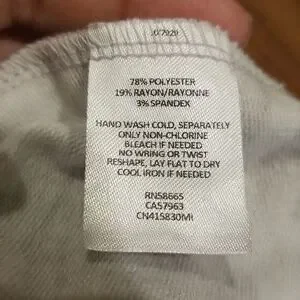 78% POLYESTER
19% RAYON/RAYONNE
3% SPANDEX
HAND WASH COLD, SEPARATELY
ONLY NON-CHLORINE
BLEACH IF NEEDED
NO WRING OR TWIST
RESHAPE, LAY FLAT TO DRY
COOL IRON IF NEEDED
RN58665
CA57963
CN415830MI